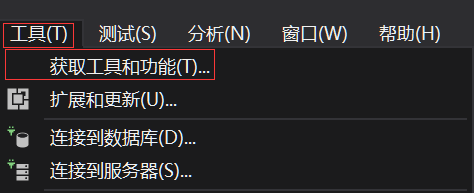 工具(T) 测试(S) 分析(N) 窗口(W) 帮助(H)
获取工具和功能(T)...
扩展和更新(U)...
连接到数据库(D)...
连接到服务器(S)...